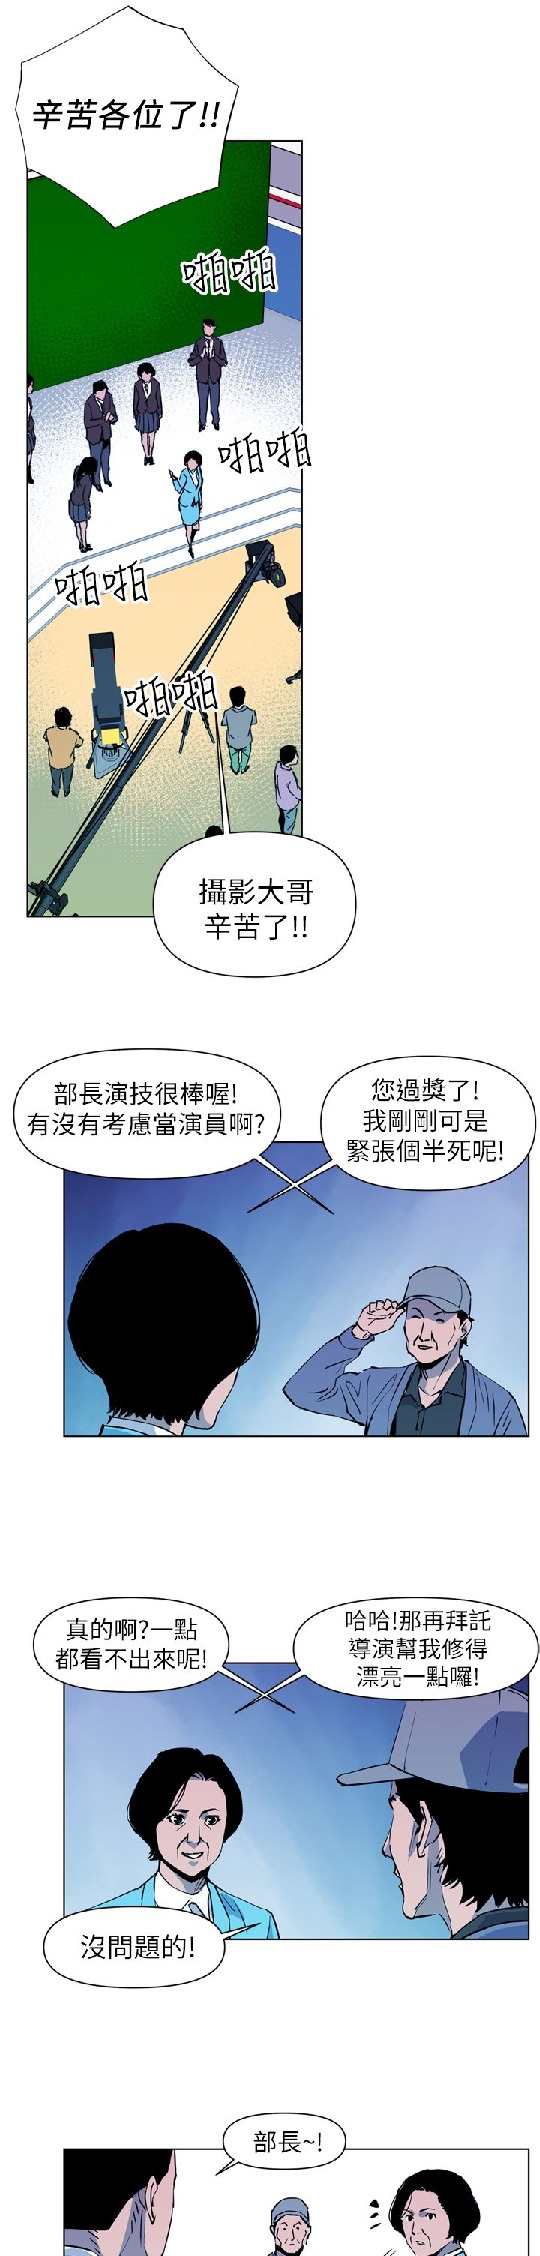 辛苦各位了!!
啪啪
啪啪
啪啪
啪啪
攝影大哥
辛苦了!!
部長演技很棒喔!
有沒有考慮當演員啊?
您過獎了!
我剛剛可是
緊張個半死呢!
真的啊?一點
都看不出來呢!
哈哈!那再拜託
導演幫我修得
漂亮一點囉!
沒問題的!
部長~!